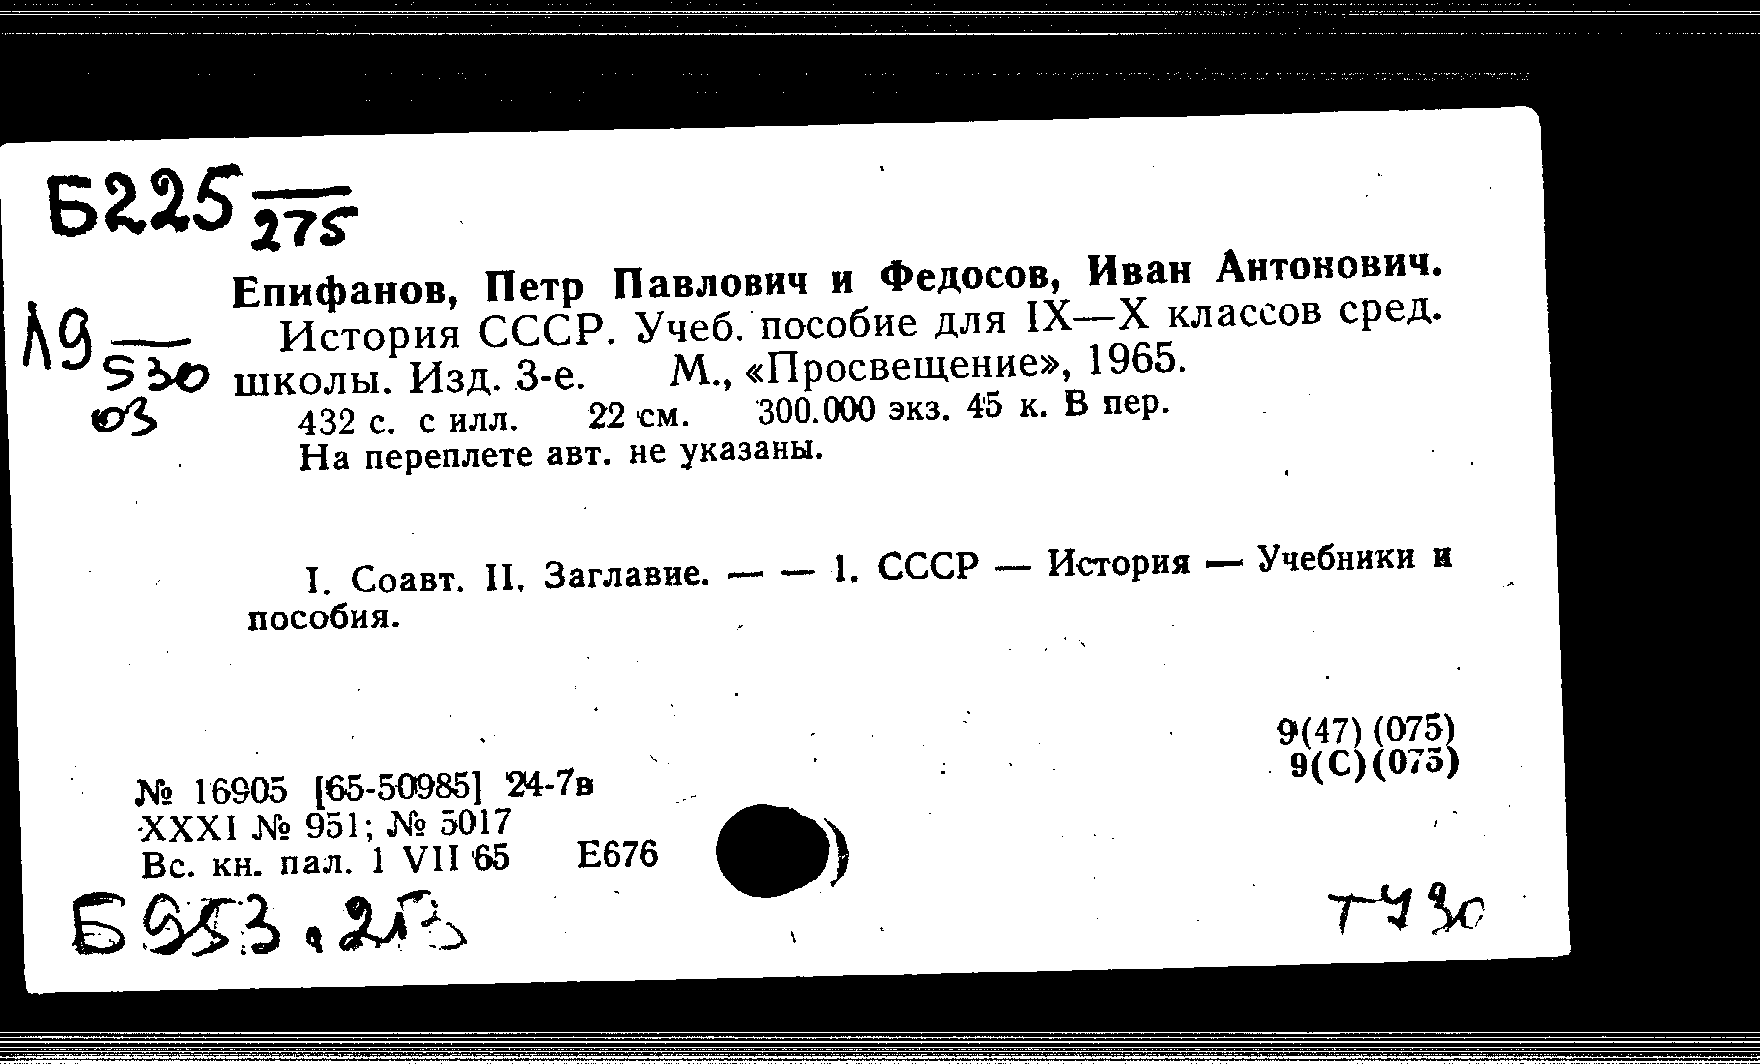 Б225 275
Епифанов, Петр Павлович и Федосов, Иван Антонович.
Л9 530 03
История СССР. Учеб. пособие для IX—X классов сред.
школы. Изд. 3-е. М., «Просвещение», 1965.
432 с. с илл. 22 см. 300.000 экз. 45 к. В пер.
На переплете авт. не указаны.
I. Соавт. II. Заглавие. — — 1. СССР — История — Учебники и
пособия.
9(47) (075)
9(С)(075)
№ 16905 [65-50985] 24-7в
XXXI № 951; № 5017
Вс. кн. пал. 1 VII 65 Е676